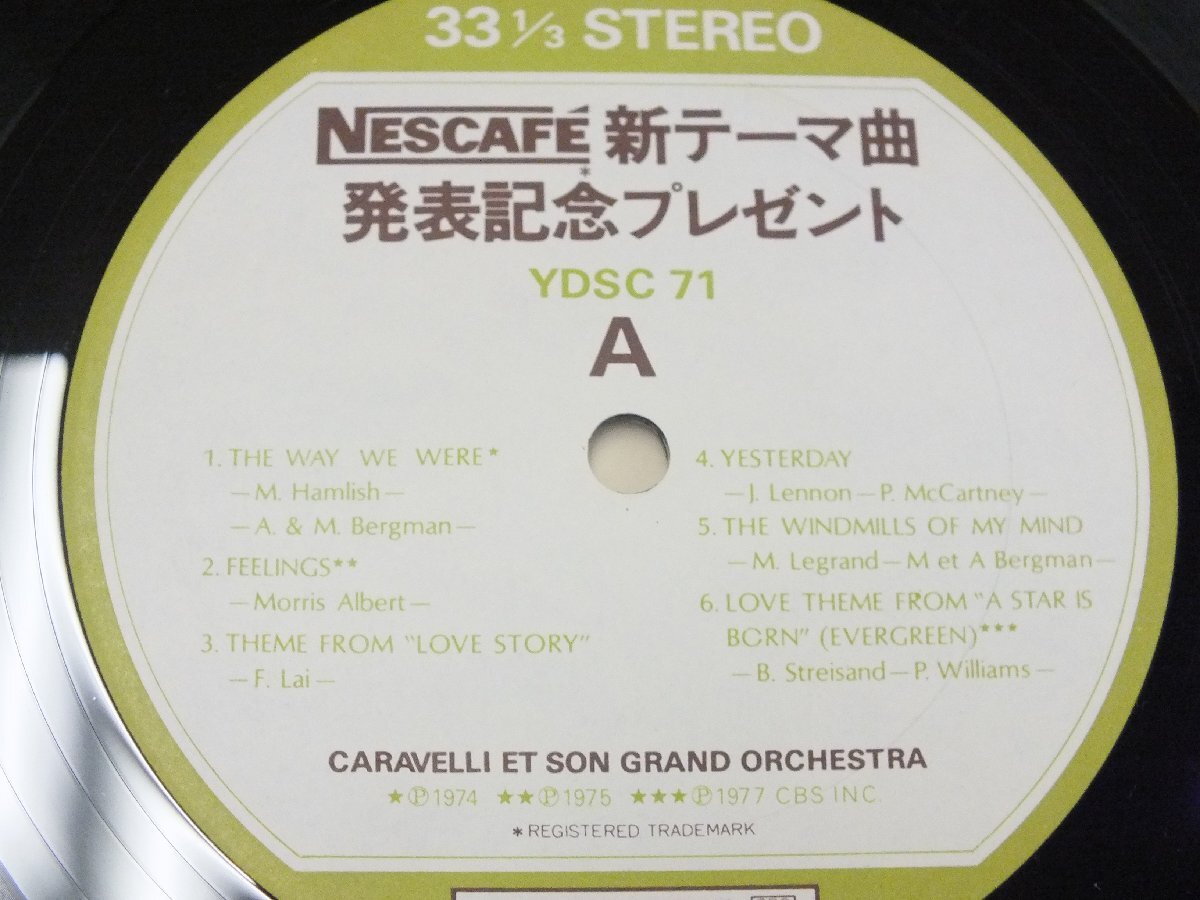 33 1/3 STEREO
NESCAFÉ 新テーマ曲
*
発表記念プレゼント
YDSC 71
A
1. THE WAY WE WERE★
—M. Hamlish—
—A. & M. Bergman—
2. FEELINGS★★
—Morris Albert—
3. THEME FROM "LOVE STORY"
—F. Lai—
4. YESTERDAY
—J. Lennon—P. McCartney—
5. THE WINDMILLS OF MY MIND
—M. Legrand—M et A Bergman—
6. LOVE THEME FROM "A STAR IS
BORN" (EVERGREEN)★★★
—B. Streisand—P. Williams—
CARAVELLI ET SON GRAND ORCHESTRA
★℗1974 ★★℗1975 ★★★℗1977 CBS INC.
*REGISTERED TRADEMARK